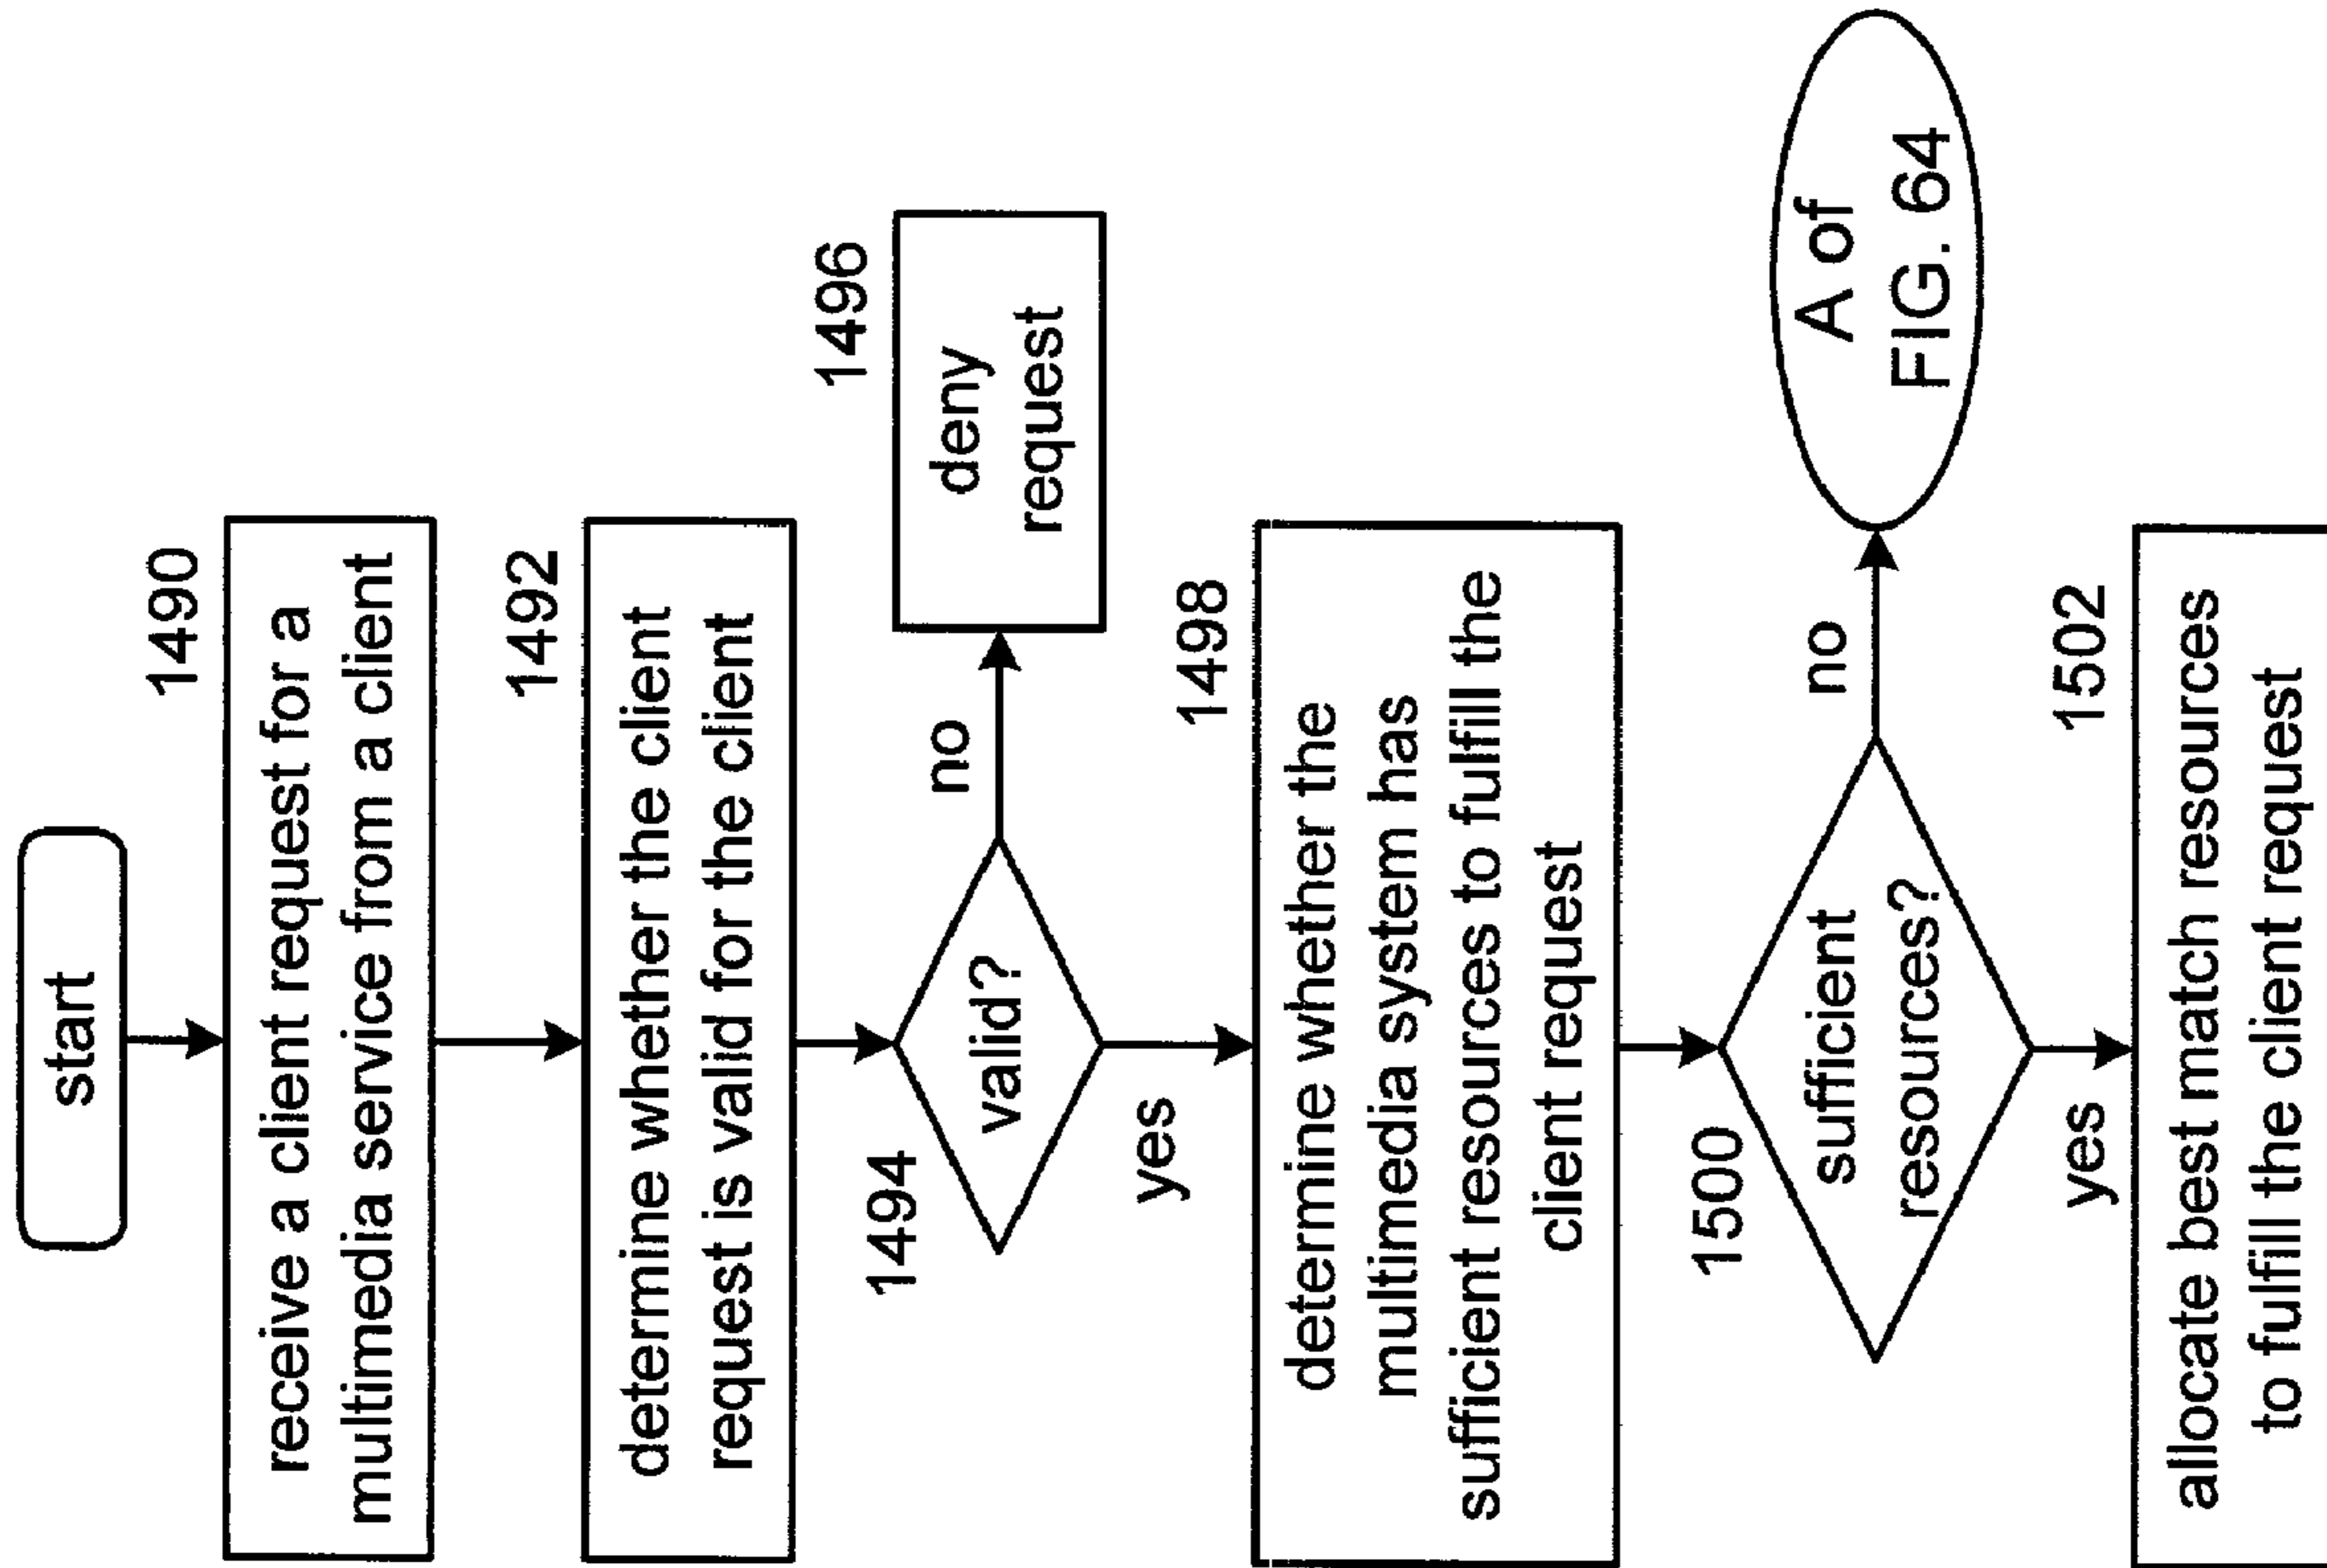 start
1490
receive a client request for a
multimedia service from a client
1492
determine whether the client
request is valid for the client
1494
valid?
no
1496
deny
request
yes
1498
determine whether the
multimedia system has
sufficient resources to fulfill the
client request
1500
sufficient
resources?
no
A of
FIG. 64
yes
1502
allocate best match resources
to fulfill the client request